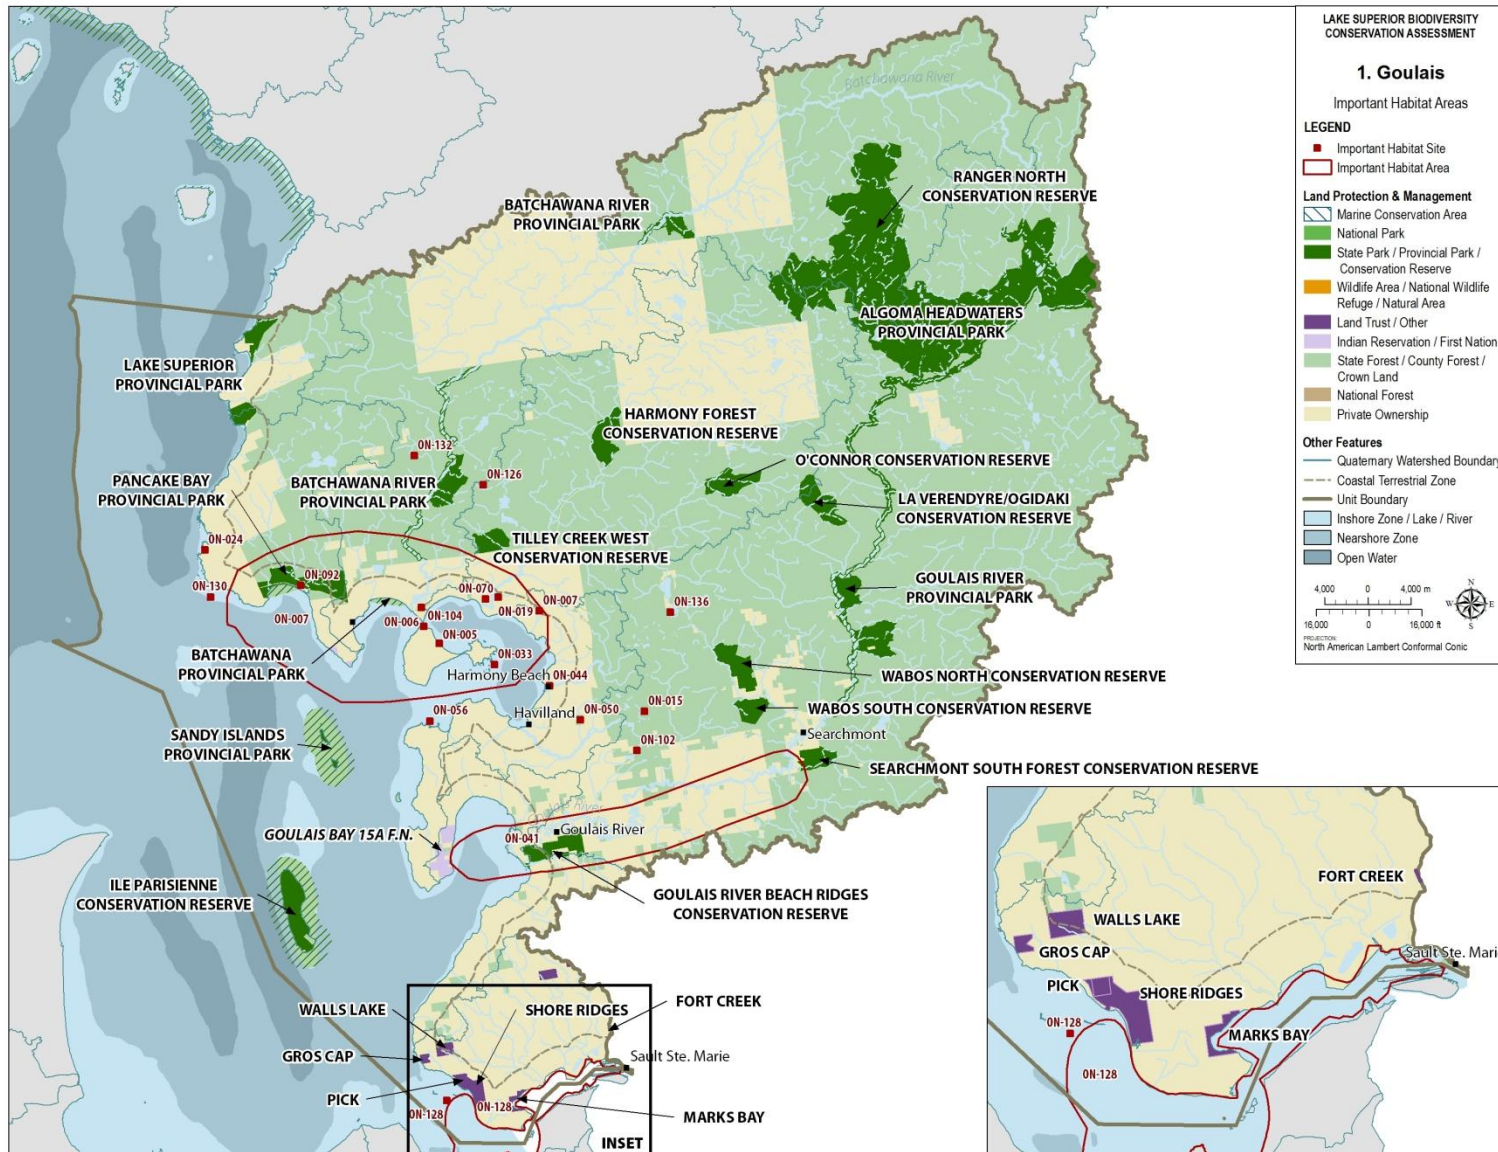 LAKE SUPERIOR BIODIVERSITY
CONSERVATION ASSESSMENT
1. Goulais
Important Habitat Areas
LEGEND
Important Habitat Site
Important Habitat Area
Land Protection & Management
Marine Conservation Area
National Park
State Park / Provincial Park /
Conservation Reserve
Wildlife Area / National Wildlife
Refuge / Natural Area
Land Trust / Other
Indian Reservation / First Nation
State Forest / County Forest /
Crown Land
National Forest
Private Ownership
Other Features
Quaternary Watershed Boundary
Coastal Terrestrial Zone
Unit Boundary
Inshore Zone / Lake / River
Nearshore Zone
Open Water
4,000 0 4,000 m
16,000 0 16,000 ft
N
W E
S
PROJECTION:
North American Lambert Conformal Conic
Batchawana River
RANGER NORTH
CONSERVATION RESERVE
BATCHAWANA RIVER
PROVINCIAL PARK
ALGOMA HEADWATERS
PROVINCIAL PARK
LAKE SUPERIOR
PROVINCIAL PARK
HARMONY FOREST
CONSERVATION RESERVE
ON-132
O'CONNOR CONSERVATION RESERVE
ON-126
PANCAKE BAY
PROVINCIAL PARK
BATCHAWANA RIVER
PROVINCIAL PARK
LA VERENDYRE/OGIDAKI
CONSERVATION RESERVE
ON-024
TILLEY CREEK WEST
CONSERVATION RESERVE
ON-092
ON-130
ON-070
ON-007
ON-019
ON-136
GOULAIS RIVER
PROVINCIAL PARK
ON-007
ON-104
ON-006
ON-005
BATCHAWANA
PROVINCIAL PARK
ON-033
Harmony Beach
ON-044
WABOS NORTH CONSERVATION RESERVE
WABOS SOUTH CONSERVATION RESERVE
ON-056
Havilland
ON-050
ON-015
ON-102
Searchmont
SANDY ISLANDS
PROVINCIAL PARK
SEARCHMONT SOUTH FOREST CONSERVATION RESERVE
Goulais River
GOULAIS BAY 15A F.N.
ON-041
Goulais River
ILE PARISIENNE
CONSERVATION RESERVE
GOULAIS RIVER BEACH RIDGES
CONSERVATION RESERVE
WALLS LAKE
SHORE RIDGES
FORT CREEK
GROS CAP
Sault Ste. Marie
PICK
ON-128
ON-128
MARKS BAY
INSET
FORT CREEK
WALLS LAKE
GROS CAP
Sault Ste. Marie
PICK
SHORE RIDGES
ON-128
MARKS BAY
ON-128